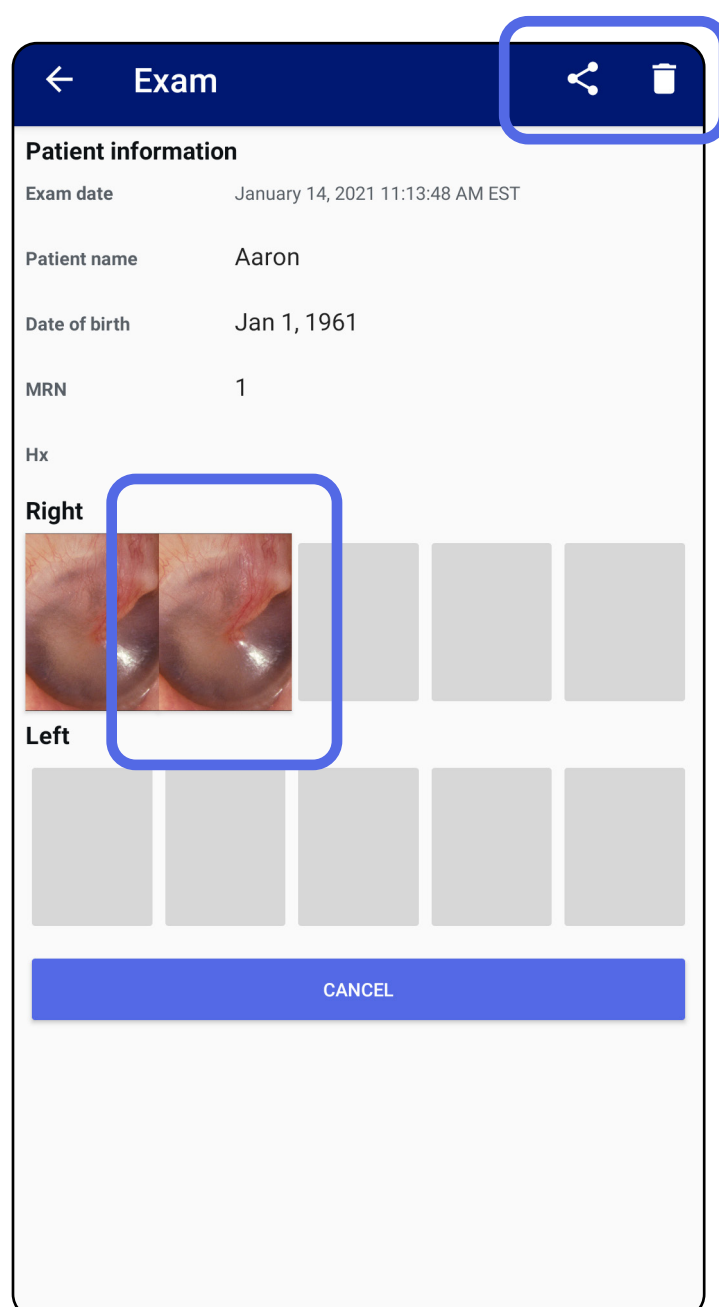 Exam
Patient information
Exam date January 14, 2021 11:13:48 AM EST
Patient name Aaron
Date of birth Jan 1, 1961
MRN 1
Hx
Right
Left
CANCEL